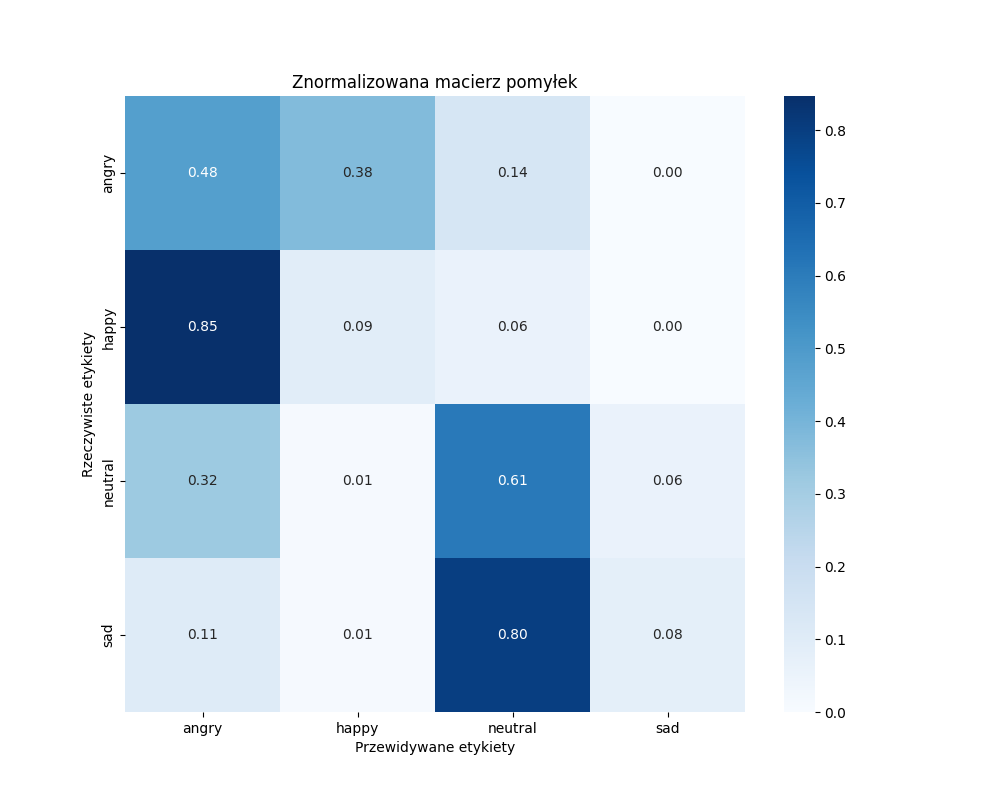 Znormalizowana macierz pomyłek
Rzeczywiste etykiety
angry
0.48 0.38 0.14 0.00
happy
0.85 0.09 0.06 0.00
neutral
0.32 0.01 0.61 0.06
sad
0.11 0.01 0.80 0.08
angry happy neutral sad
Przewidywane etykiety
0.8
0.7
0.6
0.5
0.4
0.3
0.2
0.1
0.0